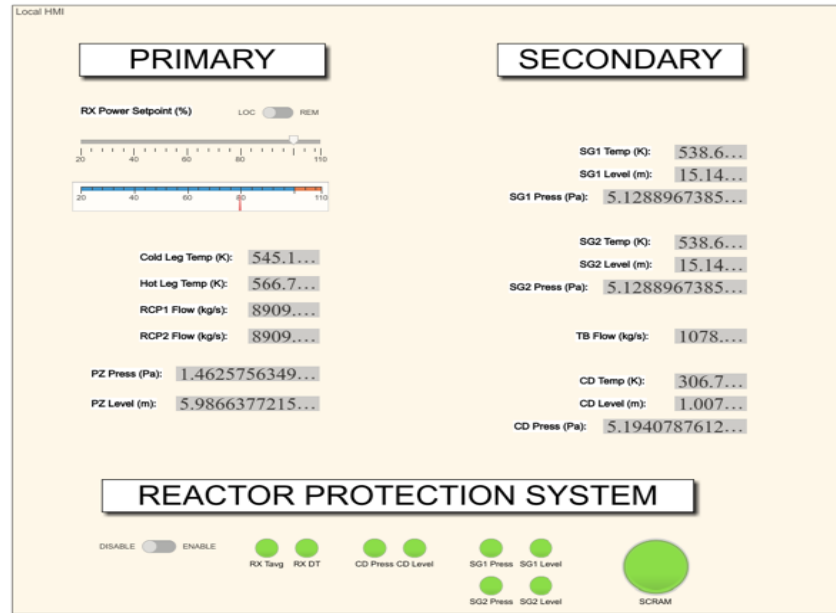 Local HMI
PRIMARY
RX Power Setpoint (%)
LOC REM
20 40 60 80 110
20 40 60 80 110
Cold Leg Temp (K): 545.1...
Hot Leg Temp (K): 566.7...
RCP1 Flow (kg/s): 8909....
RCP2 Flow (kg/s): 8909....
PZ Press (Pa): 1.4625756349...
PZ Level (m): 5.9866377215...
SECONDARY
SG1 Temp (K): 538.6...
SG1 Level (m): 15.14...
SG1 Press (Pa): 5.1288967385...
SG2 Temp (K): 538.6...
SG2 Level (m): 15.14...
SG2 Press (Pa): 5.1288967385...
TB Flow (kg/s): 1078....
CD Temp (K): 306.7...
CD Level (m): 1.007...
CD Press (Pa): 5.1940787612...
REACTOR PROTECTION SYSTEM
DISABLE ENABLE
RX Tavg RX DT CD Press CD Level SG1 Press SG1 Level
SG2 Press SG2 Level SCRAM